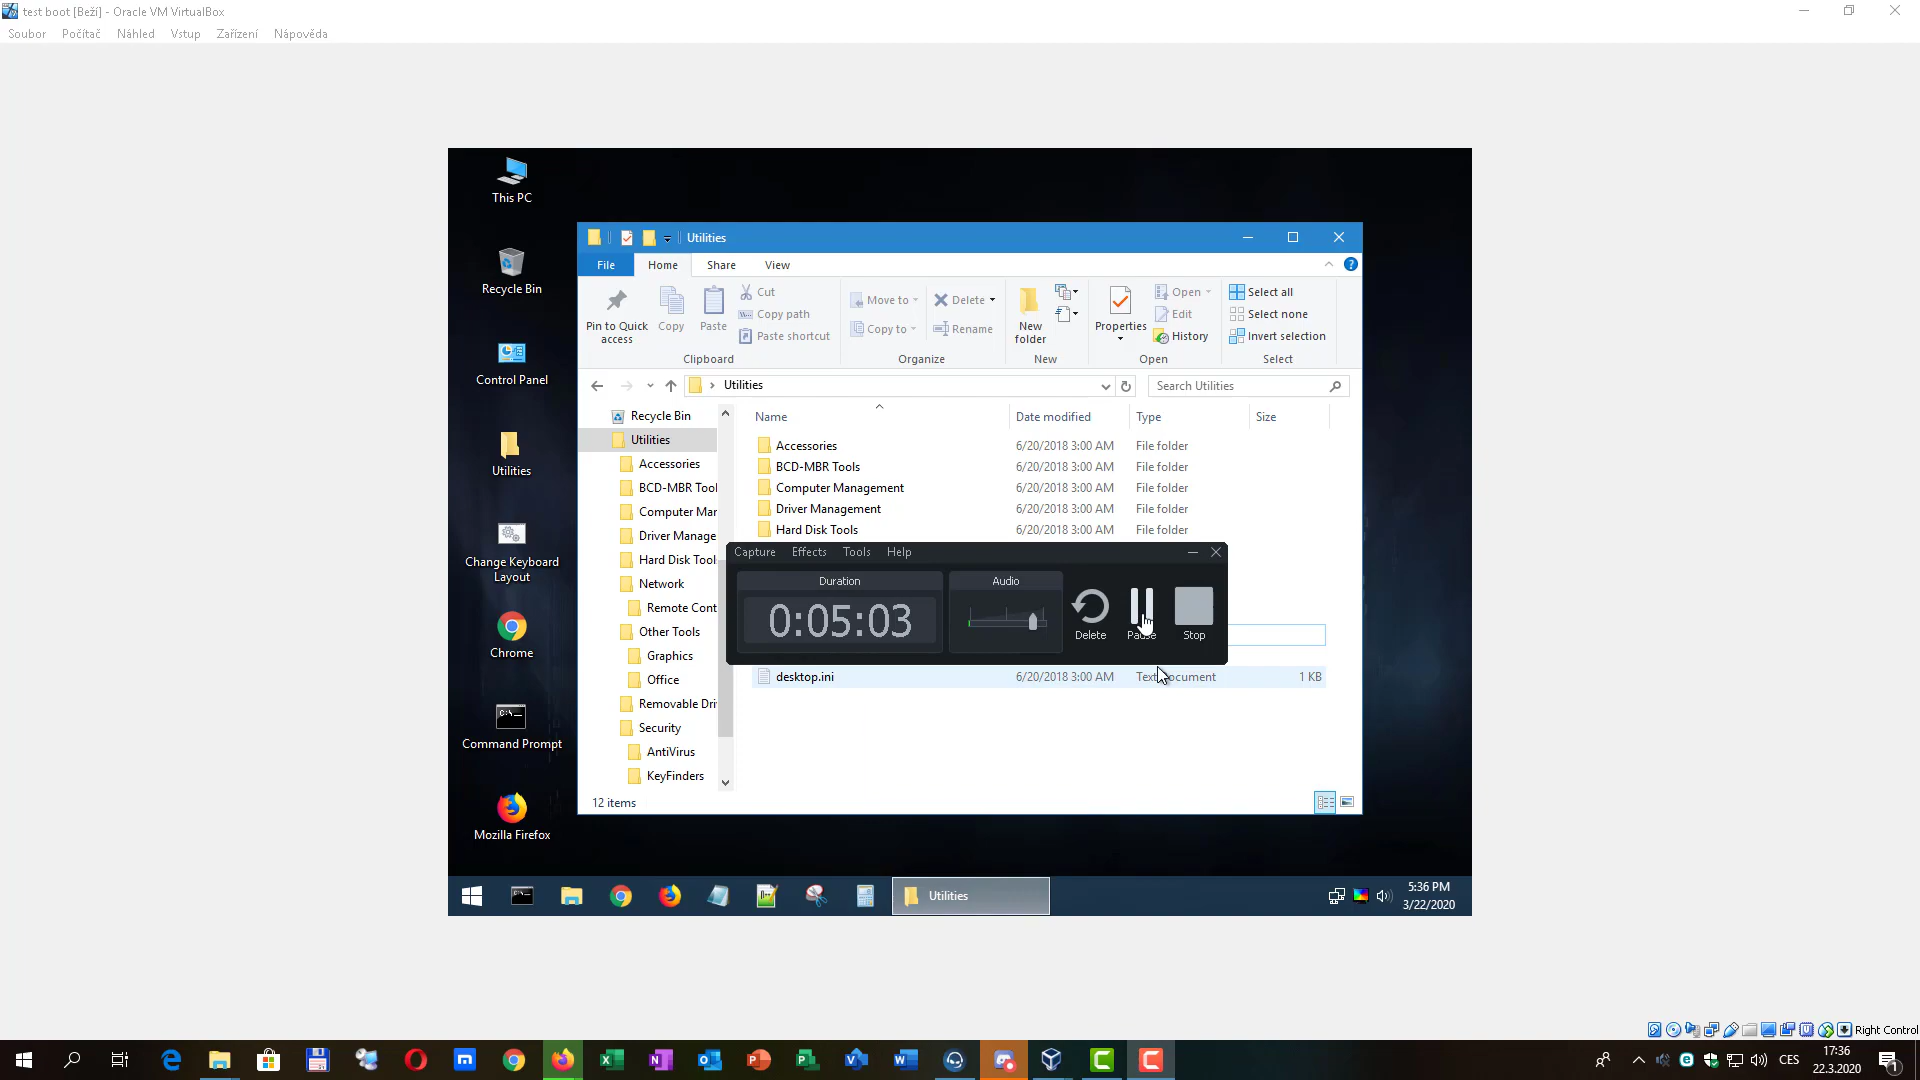 test boot [Beží] - Oracle VM VirtualBox
Soubor Počítač Náhled Vstup Zařízení Nápověda
This PC
Recycle Bin
Control Panel
Utilities
Change Keyboard
Layout
Chrome
Command Prompt
Mozilla Firefox
Utilities
File Home Share View
Pin to Quick
access
Copy
Paste
Cut
Copy path
Paste shortcut
Clipboard
Move to
Copy to
Delete
Rename
Organize
New
folder
New
Properties
Open
Edit
History
Open
Select all
Select none
Invert selection
Select
Utilities
Search Utilities
Recycle Bin
Utilities
Accessories
BCD-MBR Tool
Computer Mar
Driver Manage
Hard Disk Tool
Network
Remote Cont
Other Tools
Graphics
Office
Removable Dri
Security
AntiVirus
KeyFinders
Name Date modified Type Size
Accessories 6/20/2018 3:00 AM File folder
BCD-MBR Tools 6/20/2018 3:00 AM File folder
Computer Management 6/20/2018 3:00 AM File folder
Driver Management 6/20/2018 3:00 AM File folder
Hard Disk Tools 6/20/2018 3:00 AM File folder
Capture Effects Tools Help
Duration
0:05:03
Audio
Delete
Pause
Stop
desktop.ini 6/20/2018 3:00 AM Text Document 1 KB
12 items
Utilities
5:36 PM
3/22/2020
Right Control
CES
17:36
22.3.2020
1